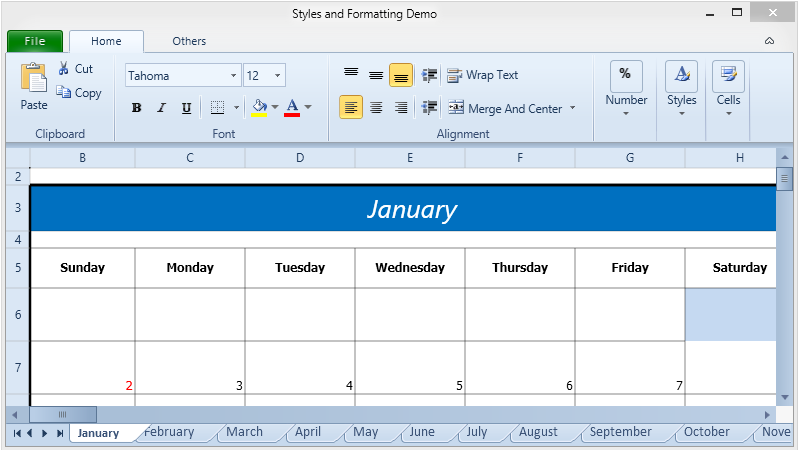 Styles and Formatting Demo
File Home Others
Cut
Copy
Paste
Clipboard
Tahoma 12
B I U A
Font
Wrap Text
a Merge And Center
Alignment
% Number
A Styles
Cells
B C D E F G H
2
3 January
4
5 Sunday Monday Tuesday Wednesday Thursday Friday Saturday
6
7 2 3 4 5 6 7
January February March April May June July August September October Nove